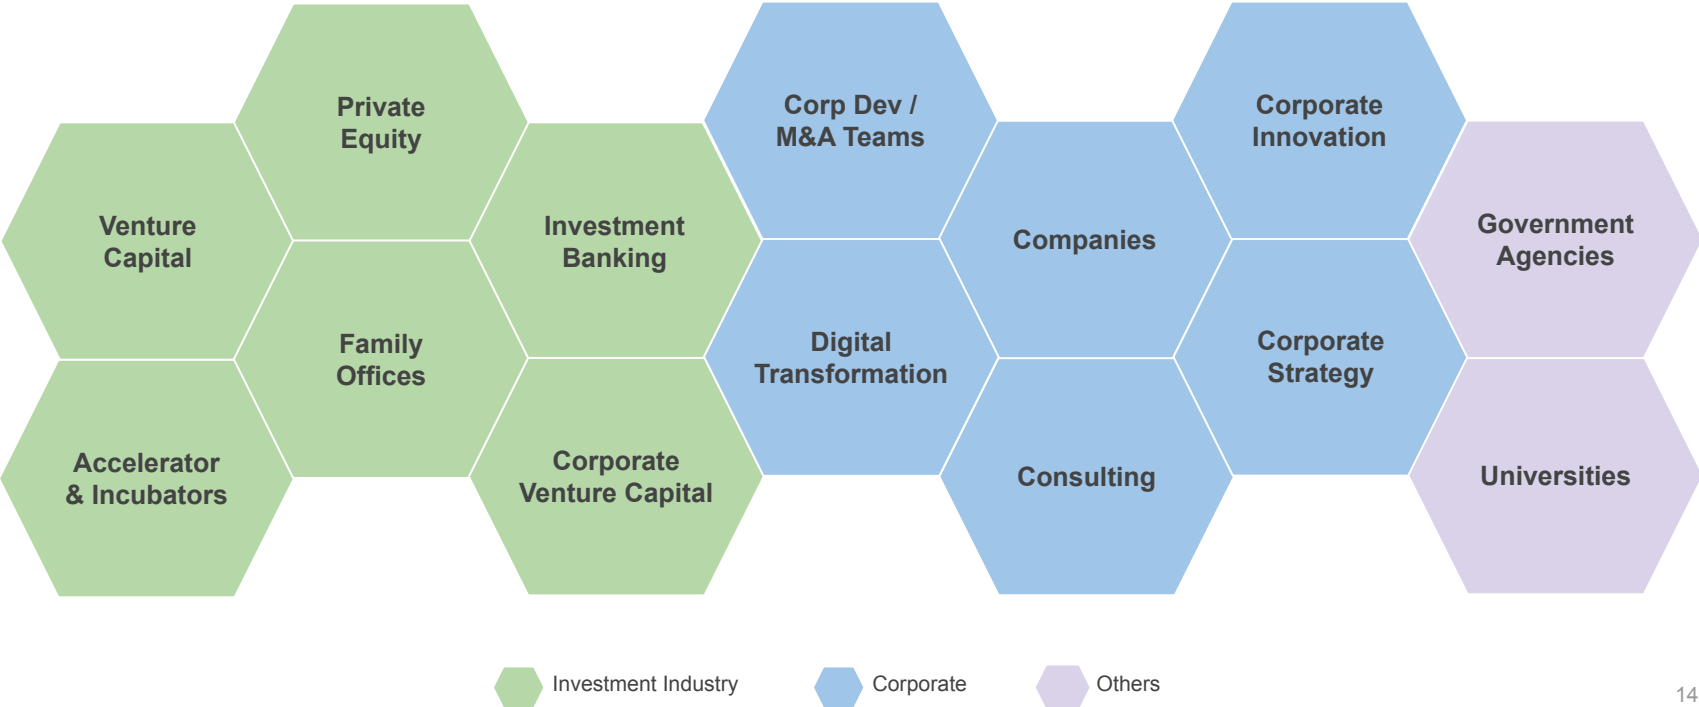 Private
Equity
Venture
Capital
Family
Offices
Accelerator
& Incubators
Investment
Banking
Corporate
Venture Capital
Corp Dev /
M&A Teams
Digital
Transformation
Companies
Consulting
Corporate
Innovation
Corporate
Strategy
Government
Agencies
Universities
Investment Industry
Corporate
Others
14